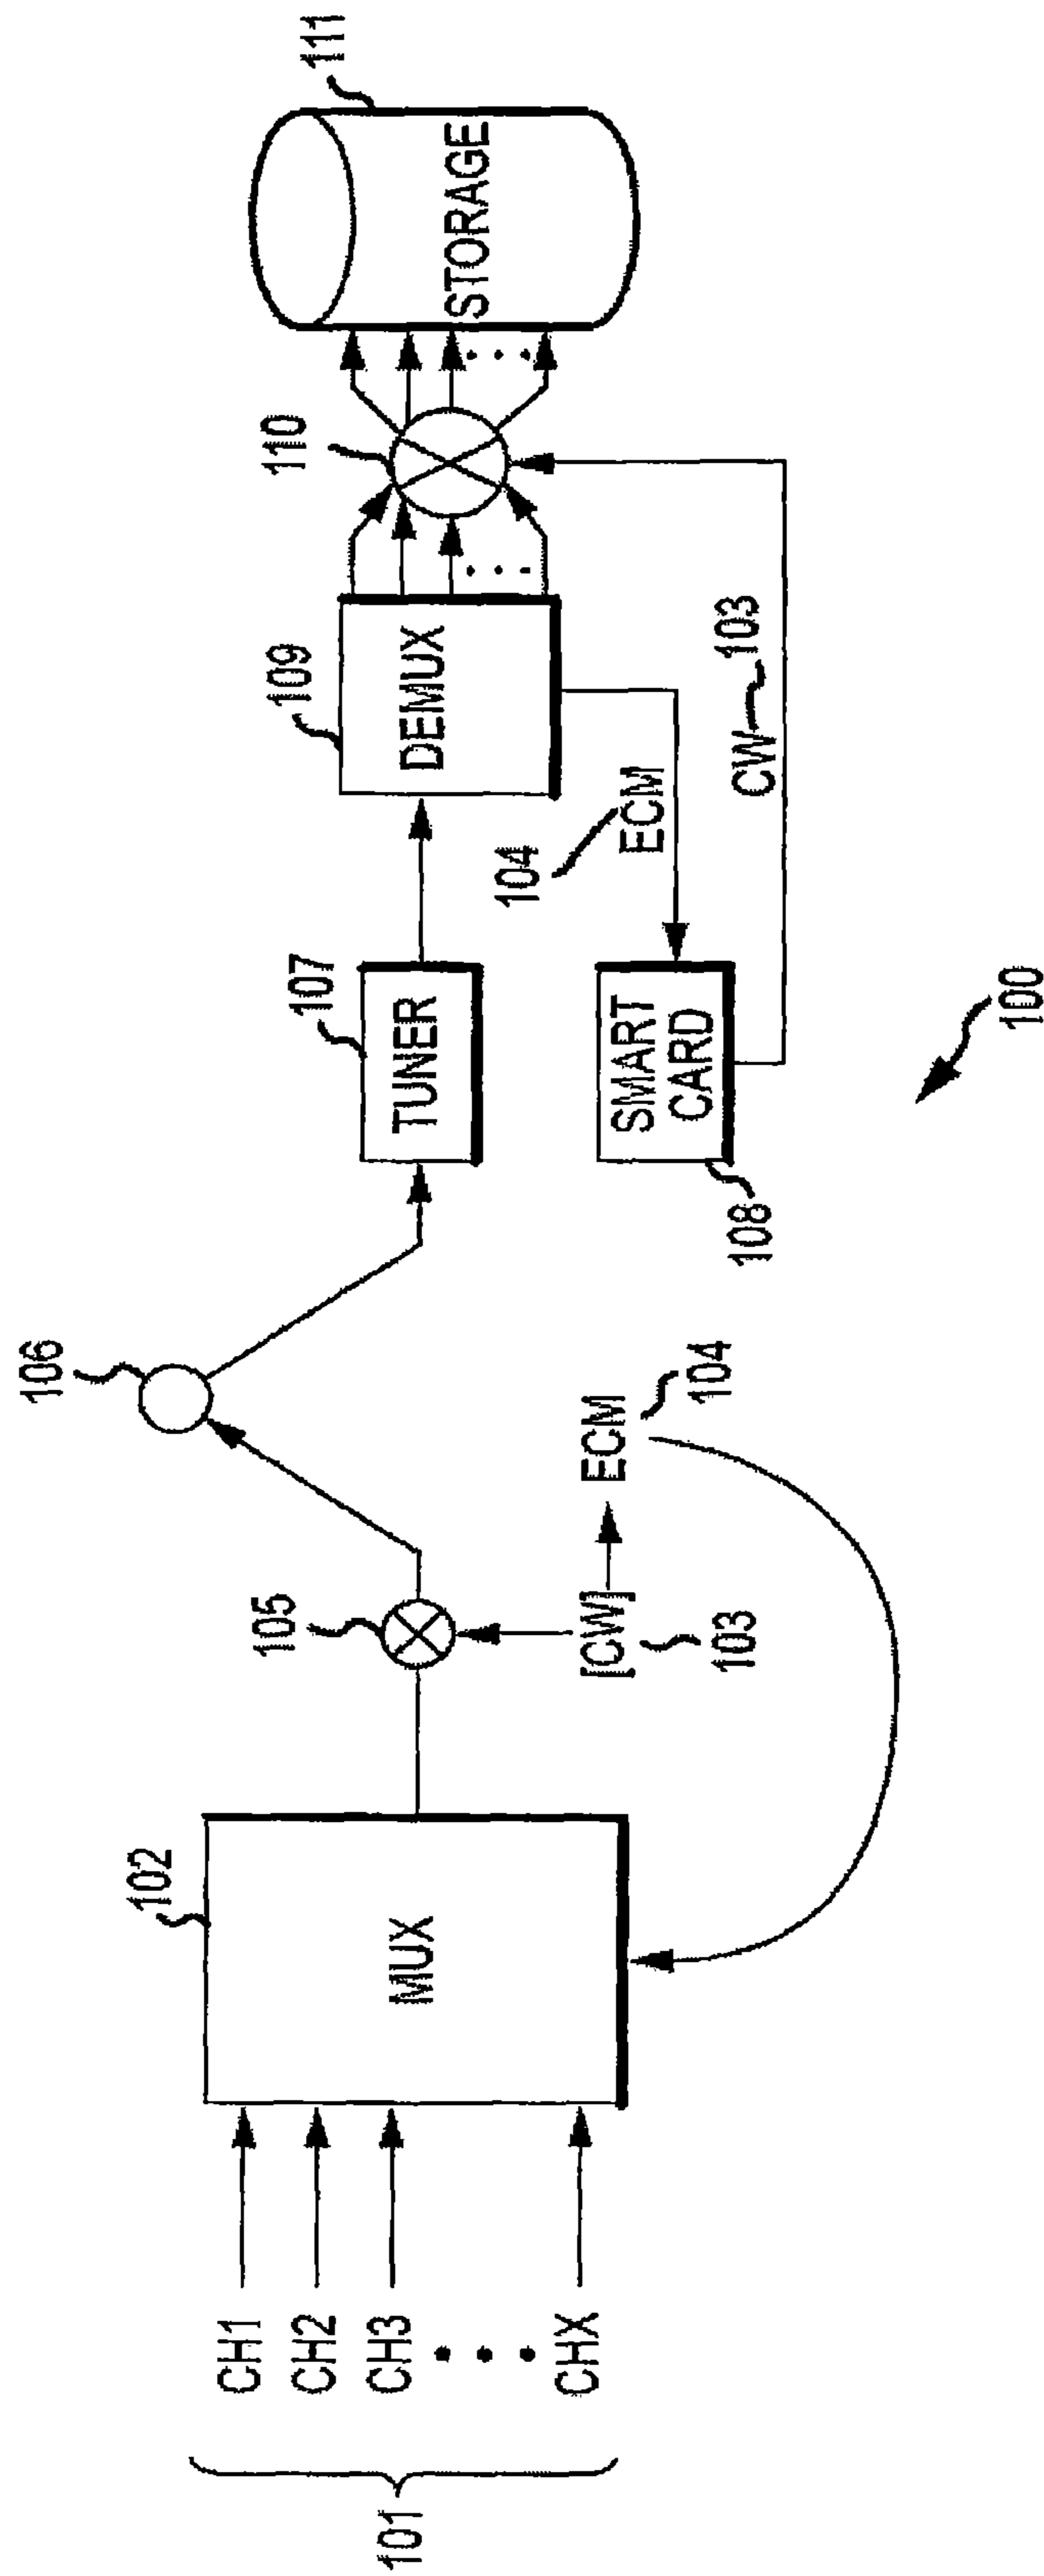 101
CH1
CH2
CH3
CHX
102
MUX
105
[CW]
103
ECM
104
106
107
TUNER
SMART
CARD
108
104
ECM
109
DEMUX
CW
103
110
STORAGE
111
100